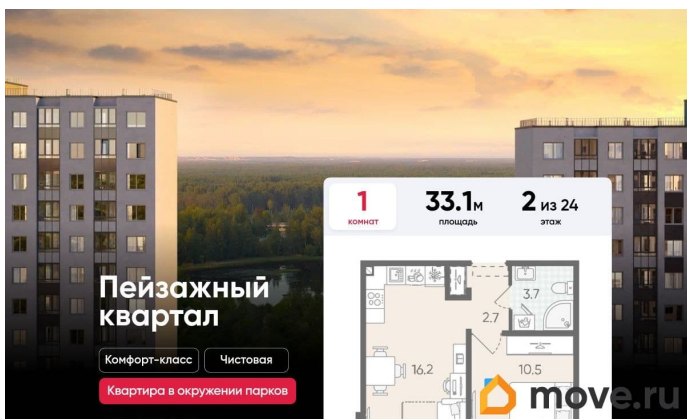 1
комнат
33.1м
площадь
2 из 24
этаж
Пейзажный
квартал
Комфорт-класс
Чистовая
Квартира в окружении парков
3.7
2.7
16.2
10.5
move.ru